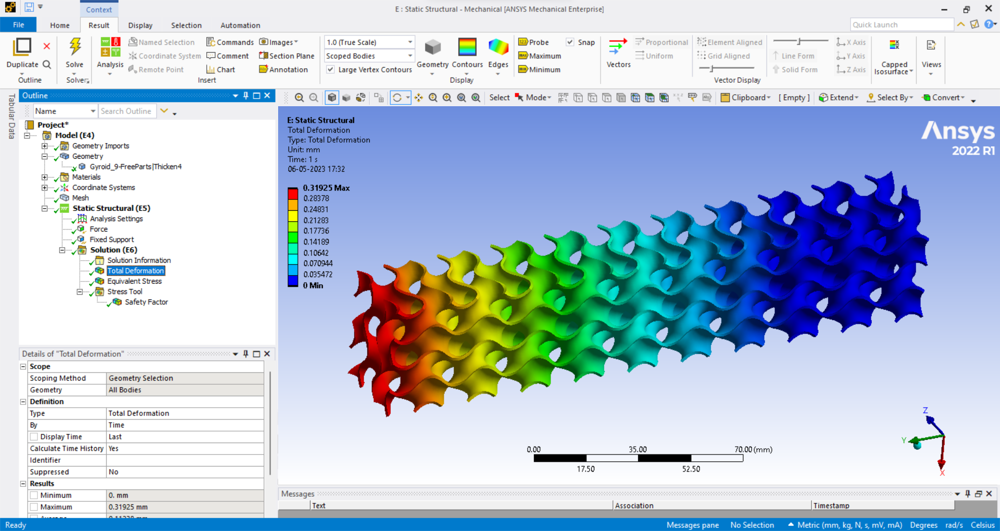 Context
E : Static Structural - Mechanical [ANSYS Mechanical Enterprise]
File
Home
Result
Display
Selection
Automation
Quick Launch
Duplicate
Outline
Solve
Solver
Analysis
Named Selection
Coordinate System
Remote Point
Commands
Comment
Chart
Images
Section Plane
Annotation
Insert
1.0 (True Scale)
Scoped Bodies
Large Vertex Contours
Geometry
Contours
Edges
Display
Probe
Maximum
Minimum
Snap
Vectors
Proportional
Uniform
Element Aligned
Grid Aligned
Line Form
Solid Form
X Axis
Y Axis
Z Axis
Vector Display
Capped
Isosurface
Views
Tabular Data
Outline
Name
Search Outline
Project*
Model (E4)
Geometry Imports
Geometry
Gyroid_9-FreeParts|Thicken4
Materials
Coordinate Systems
Mesh
Static Structural (E5)
Analysis Settings
Force
Fixed Support
Solution (E6)
Solution Information
Total Deformation
Equivalent Stress
Stress Tool
Safety Factor
Select
Mode
Clipboard
[ Empty ]
Extend
Select By
Convert
E: Static Structural
Total Deformation
Type: Total Deformation
Unit: mm
Time: 1 s
06-05-2023 17:32
0.31925 Max
0.28378
0.24831
0.21283
0.17736
0.14189
0.10642
0.070944
0.035472
0 Min
Ansys
2022 R1
Z
Y
X
0.00
35.00
70.00 (mm)
17.50
52.50
Details of "Total Deformation"
Scope
Scoping Method Geometry Selection
Geometry All Bodies
Definition
Type Total Deformation
By Time
Display Time Last
Calculate Time History Yes
Identifier
Suppressed No
Results
Minimum 0. mm
Maximum 0.31925 mm
Messages
Text
Association
Timestamp
Ready
Messages pane
No Selection
Metric (mm, kg, N, s, mV, mA)
Degrees
rad/s
Celsius